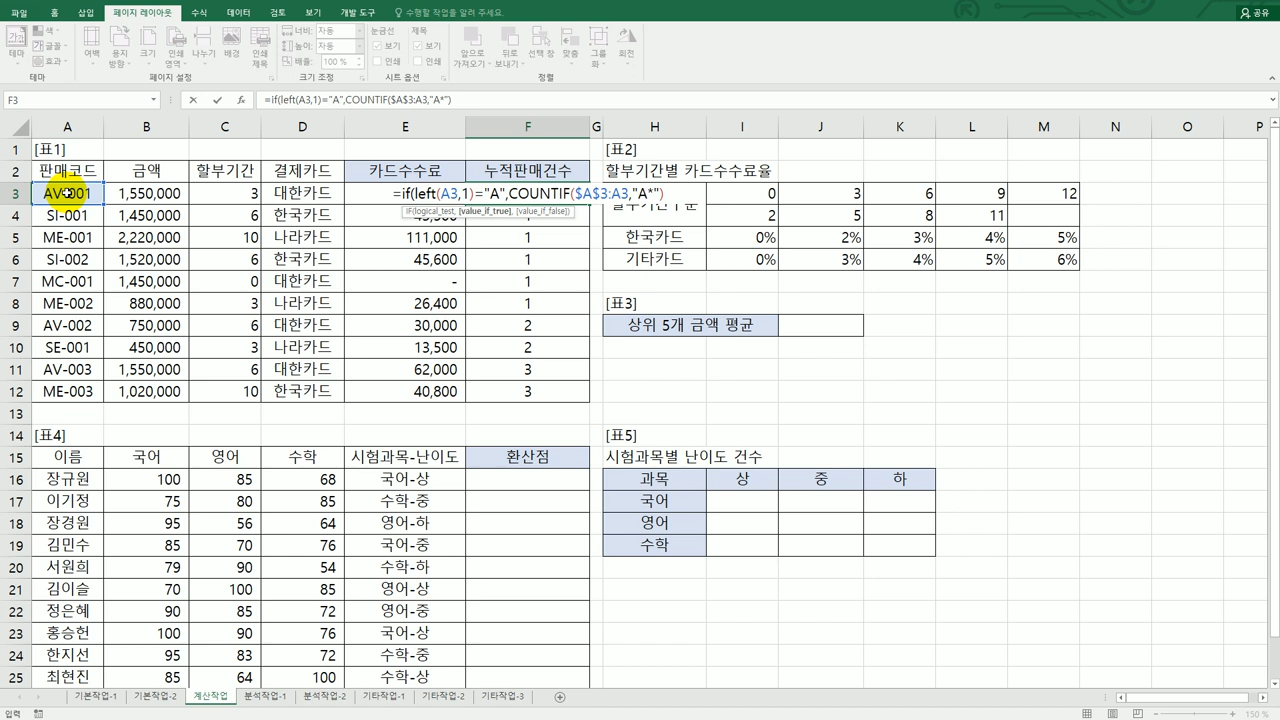 파일 홈 삽입 페이지 레이아웃 수식 데이터 검토 보기 개발 도구 수행할 작업을 알려 주세요. 공유
테마 색 글꼴 효과 여백 용지 방향 크기 인쇄 영역 나누기 배경 인쇄 제목 너비: 자동 높이: 자동 배율: 100 % 눈금선 제목 보기 보기 인쇄 인쇄 앞으로 가져오기 뒤로 보내기 선택 창 맞춤 그룹화 회전
테마 페이지 설정 크기 조정 시트 옵션 정렬
F3 =if(left(A3,1)="A",COUNTIF($A$3:A3,"A*")
A B C D E F G H I J K L M N O P
1 [표1] [표2]
2 판매코드 금액 할부기간 결제카드 카드수수료 누적판매건수 할부기간별 카드수수료율
3 AV-001 1,550,000 3 대한카드 =if(left(A3,1)="A",COUNTIF($A$3:A3,"A*") 0 3 6 9 12
IF(logical_test, [value_if_true], [value_if_false])
4 SI-001 1,450,000 6 한국카드 2 5 8 11
5 ME-001 2,220,000 10 나라카드 111,000 1 한국카드 0% 2% 3% 4% 5%
6 SI-002 1,520,000 6 한국카드 45,600 1 기타카드 0% 3% 4% 5% 6%
7 MC-001 1,450,000 0 대한카드 - 1
8 ME-002 880,000 3 나라카드 26,400 1 [표3]
9 AV-002 750,000 6 대한카드 30,000 2 상위 5개 금액 평균
10 SE-001 450,000 3 나라카드 13,500 2
11 AV-003 1,550,000 6 대한카드 62,000 3
12 ME-003 1,020,000 10 한국카드 40,800 3
13
14 [표4] [표5]
15 이름 국어 영어 수학 시험과목-난이도 환산점 시험과목별 난이도 건수
16 장규원 100 85 68 국어-상 과목 상 중 하
17 이기정 75 80 85 수학-중 국어
18 장경원 95 56 64 영어-하 영어
19 김민수 85 70 76 국어-중 수학
20 서원희 79 90 54 수학-하
21 김이슬 70 100 85 영어-상
22 정은혜 90 85 72 영어-중
23 홍승헌 100 90 76 국어-상
24 한지선 95 83 72 수학-중
25 최현진 85 64 100 수학-상
기본작업-1 기본작업-2 계산작업 분석작업-1 분석작업-2 기타작업-1 기타작업-2 기타작업-3
입력 150 %